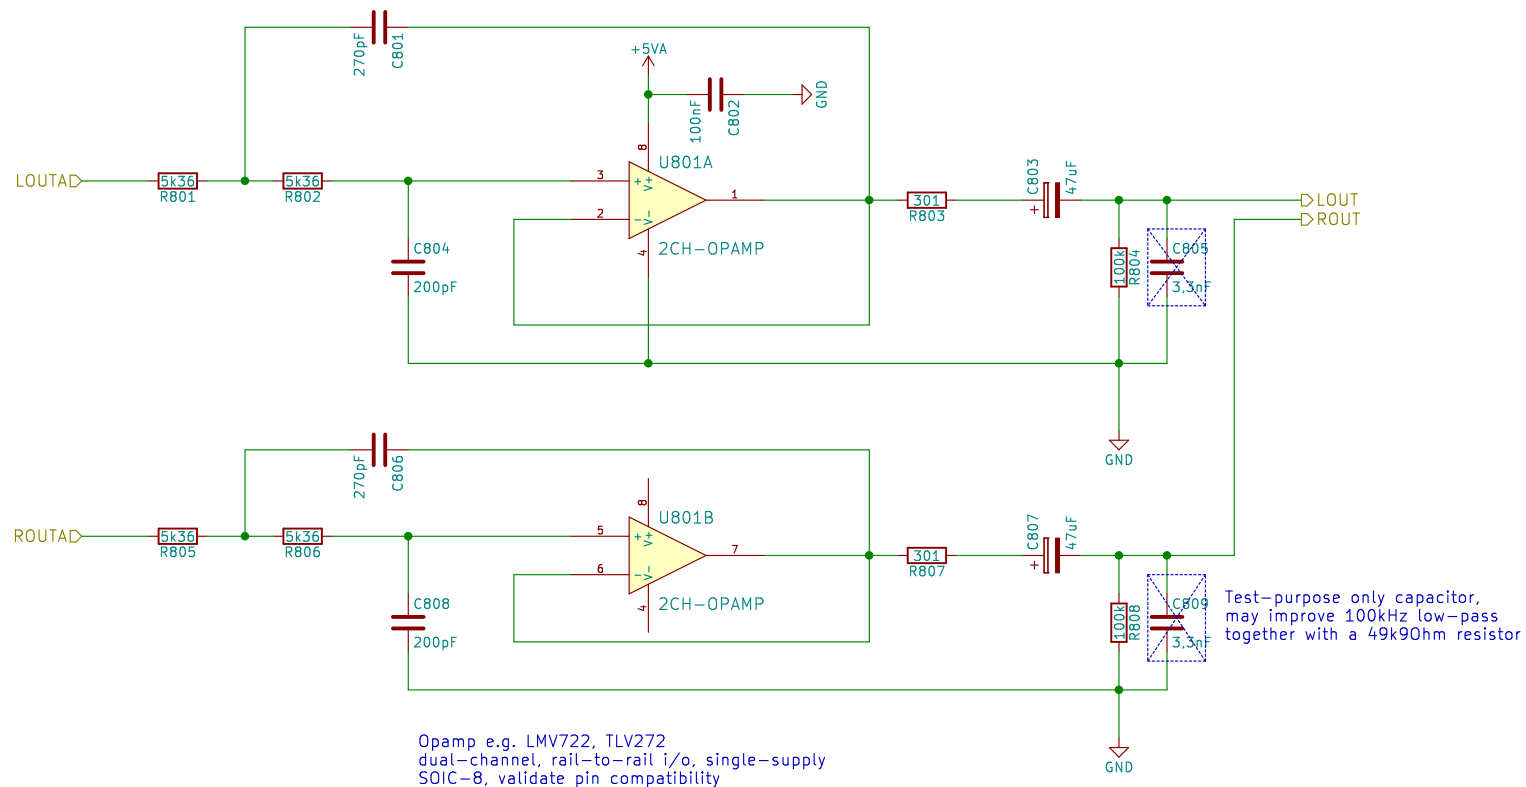 270pF
C801
+5VA
100nF
C802
GND
LOUTA
5k36
R801
5k36
R802
3
2
8
4
+
−
V+
V−
U801A
1
2CH−OPAMP
301
R803
C803
+
47uF
LOUT
ROUT
C804
200pF
100k
R804
C805
3,3nF
GND
270pF
C806
ROUTA
5k36
R805
5k36
R806
5
6
8
4
+
−
V+
V−
U801B
7
2CH−OPAMP
301
R807
C807
+
47uF
C808
200pF
100k
R808
C809
3,3nF
Test−purpose only capacitor,
may improve 100kHz low−pass
together with a 49k9Ohm resistor
GND
Opamp e.g. LMV722, TLV272
dual−channel, rail−to−rail i/o, single−supply
SOIC−8, validate pin compatibility